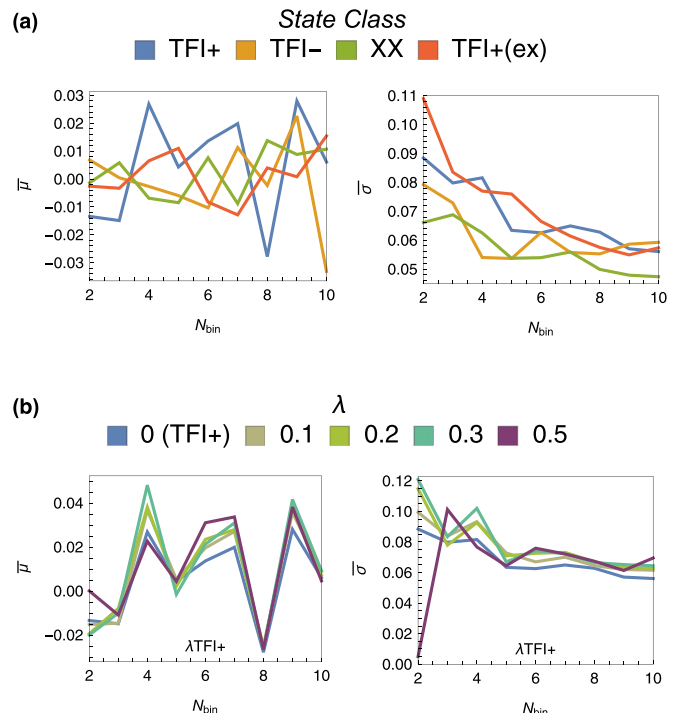 (a)
State Class
TFI+ TFI− XX TFI+(ex)
0.03
0.02
0.01
0.00
−0.01
−0.02
−0.03
μ̅
2 4 6 8 10
N_bin
0.11
0.10
0.09
0.08
0.07
0.06
0.05
σ̅
2 4 6 8 10
N_bin
(b)
λ
0 (TFI+) 0.1 0.2 0.3 0.5
0.04
0.02
0.00
−0.02
μ̅
λTFI+
2 4 6 8 10
N_bin
0.12
0.10
0.08
0.06
0.04
0.02
0.00
σ̅
λTFI+
2 4 6 8 10
N_bin